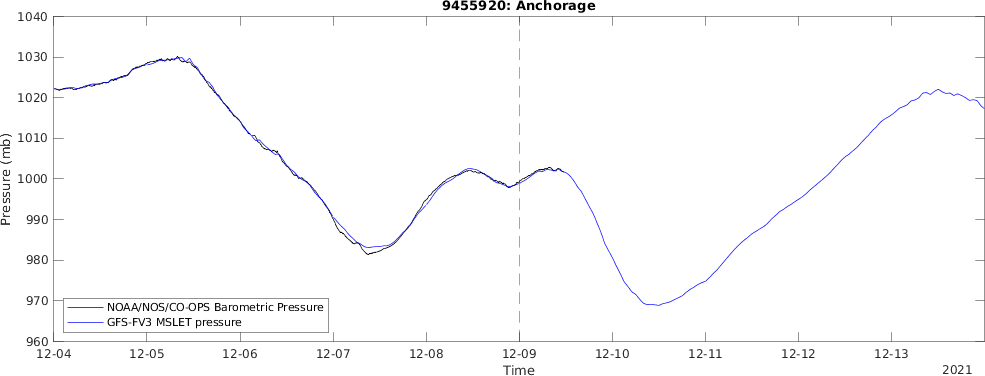 9455920: Anchorage
1040
1030
1020
1010
1000
990
980
970
960
Pressure (mb)
NOAA/NOS/CO-OPS Barometric Pressure
GFS-FV3 MSLET pressure
12-04 12-05 12-06 12-07 12-08 12-09 12-10 12-11 12-12 12-13
Time
2021